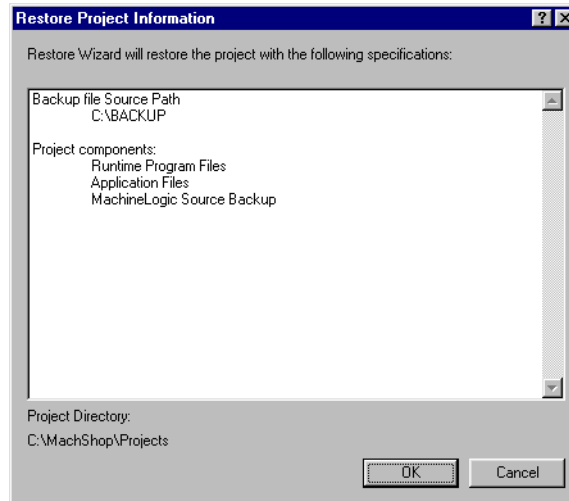 Restore Project Information
Restore Wizard will restore the project with the following specifications:
Backup file Source Path
C:\BACKUP
Project components:
Runtime Program Files
Application Files
MachineLogic Source Backup
Project Directory:
C:\MachShop\Projects
OK
Cancel